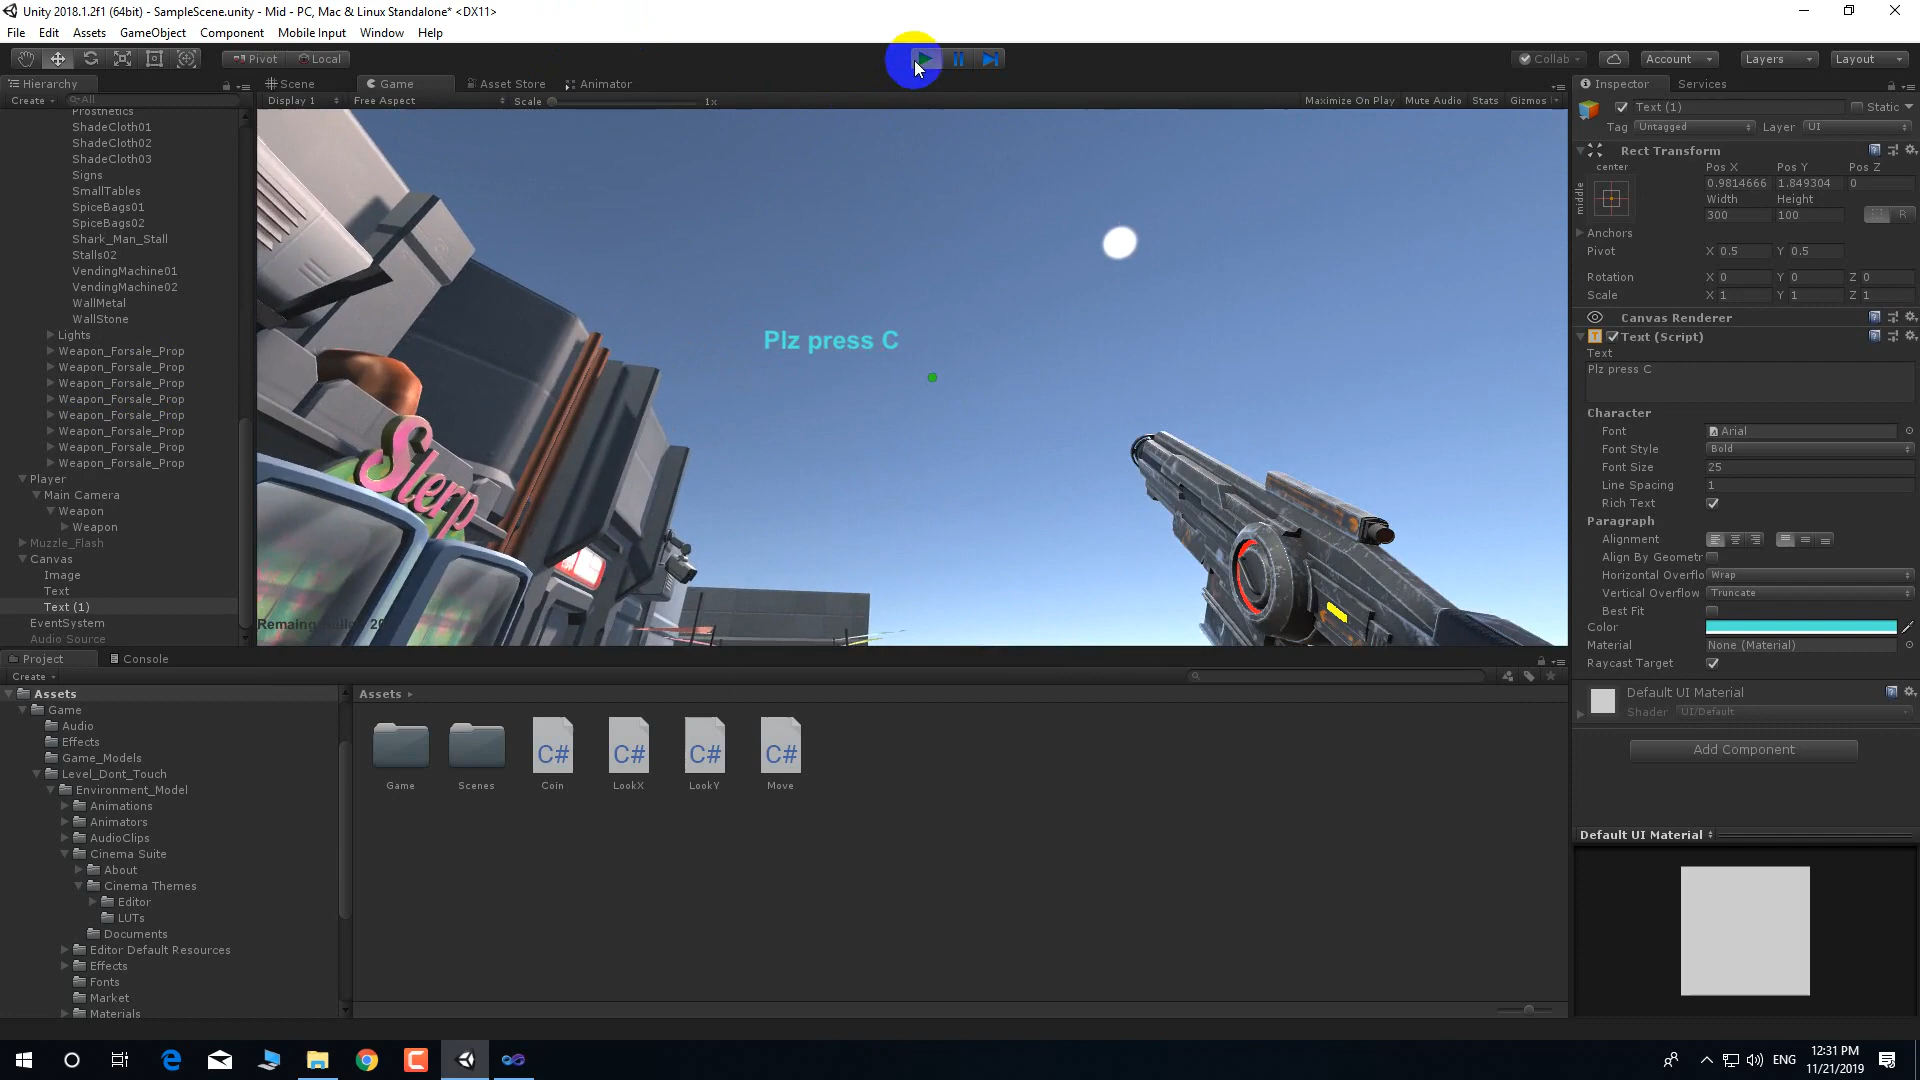 Unity 2018.1.2f1 (64bit) - SampleScene.unity - Mid - PC, Mac & Linux Standalone* <DX11>
File Edit Assets GameObject Component Mobile Input Window Help
Pivot Local
Collab Account Layers Layout
Hierarchy
Create All
Prosthetics
ShadeCloth01
ShadeCloth02
ShadeCloth03
Signs
SmallTables
SpiceBags01
SpiceBags02
Shark_Man_Stall
Stalls02
VendingMachine01
VendingMachine02
WallMetal
WallStone
Lights
Weapon_Forsale_Prop
Weapon_Forsale_Prop
Weapon_Forsale_Prop
Weapon_Forsale_Prop
Weapon_Forsale_Prop
Weapon_Forsale_Prop
Weapon_Forsale_Prop
Weapon_Forsale_Prop
Player
Main Camera
Weapon
Weapon
Muzzle_Flash
Canvas
Image
Text
Text (1)
EventSystem
Audio Source
Scene Game Asset Store Animator
Display 1 Free Aspect Scale 1x Maximize On Play Mute Audio Stats Gizmos
Plz press C
Slerp
Inspector Services
Text (1) Static
Tag Untagged Layer UI
Rect Transform
center Pos X Pos Y Pos Z
middle 0.9814666 1.849304 0
Width Height
300 100 R
Anchors
Pivot X 0.5 Y 0.5
Rotation X 0 Y 0 Z 0
Scale X 1 Y 1 Z 1
Canvas Renderer
Text (Script)
Text
Plz press C
Character
Font Arial
Font Style Bold
Font Size 25
Line Spacing 1
Rich Text
Paragraph
Alignment
Align By Geometr
Horizontal Overflo Wrap
Vertical Overflow Truncate
Best Fit
Color
Material None (Material)
Raycast Target
Default UI Material
Shader UI/Default
Add Component
Default UI Material
Project Console
Create
Assets
Game
Audio
Effects
Game_Models
Level_Dont_Touch
Environment_Model
Animations
Animators
AudioClips
Cinema Suite
About
Cinema Themes
Editor
LUTs
Documents
Editor Default Resources
Effects
Fonts
Market
Materials
Assets
C# C# C# C#
Game Scenes Coin LookX LookY Move
ENG 12:31 PM
11/21/2019